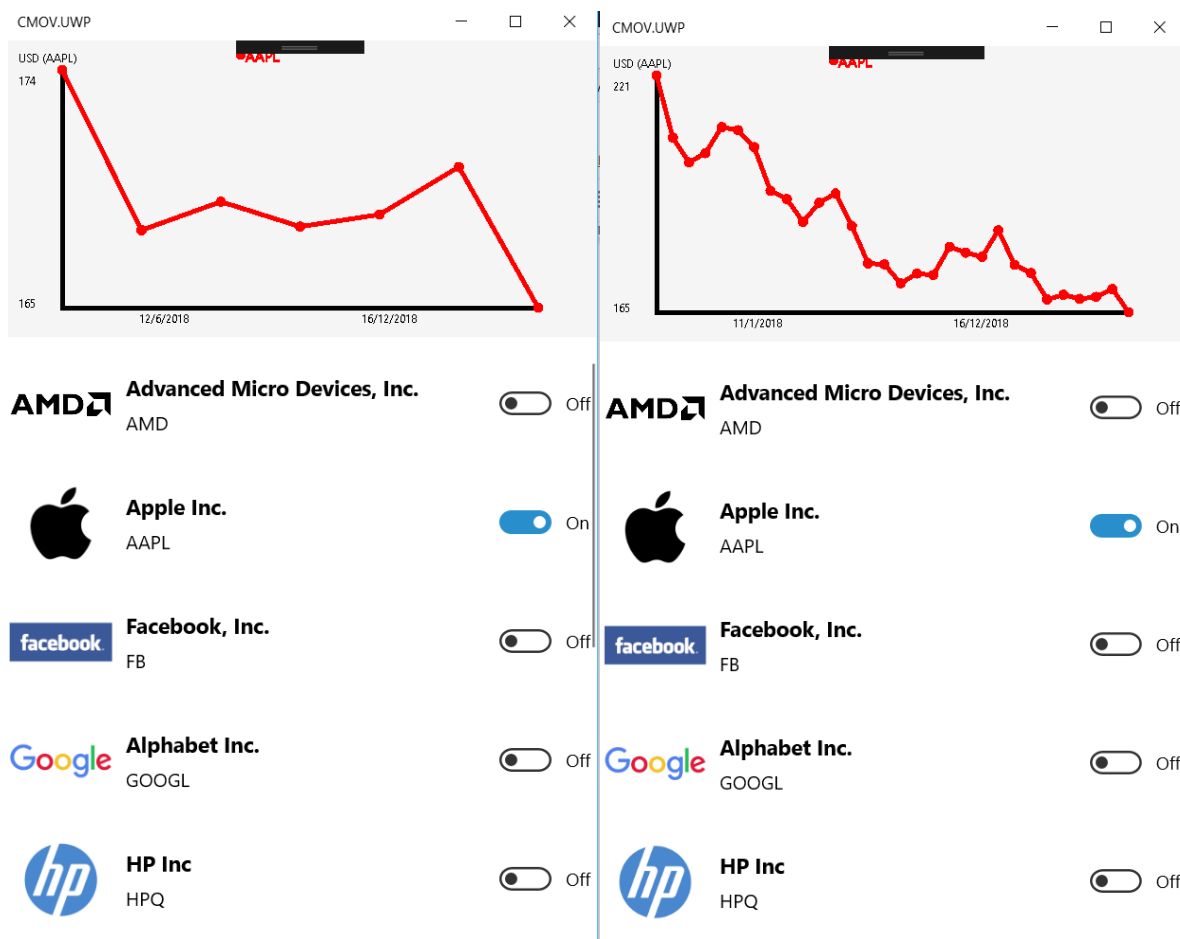 CMOV.UWP
USD (AAPL)
AAPL
174
165
12/6/2018
16/12/2018
AMD
Advanced Micro Devices, Inc.
AMD
Off
Apple Inc.
AAPL
On
facebook.
Facebook, Inc.
FB
Off
Google
Alphabet Inc.
GOOGL
Off
hp
HP Inc
HPQ
Off
CMOV.UWP
USD (AAPL)
AAPL
221
165
11/1/2018
16/12/2018
AMD
Advanced Micro Devices, Inc.
AMD
Off
Apple Inc.
AAPL
On
facebook.
Facebook, Inc.
FB
Off
Google
Alphabet Inc.
GOOGL
Off
hp
HP Inc
HPQ
Off